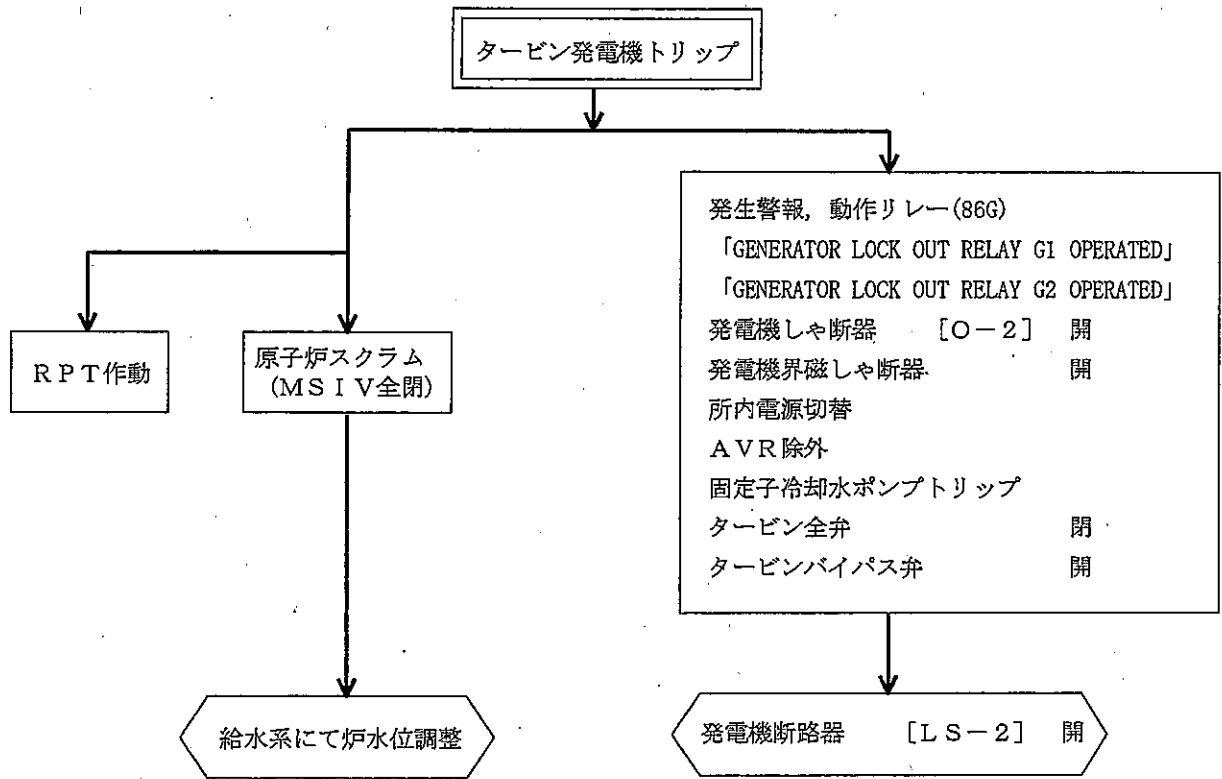 タービン発電機トリップ
発生警報，動作リレー(86G)
「GENERATOR LOCK OUT RELAY G1 OPERATED」
「GENERATOR LOCK OUT RELAY G2 OPERATED」
発電機しゃ断器 [O－2] 開
発電機界磁しゃ断器 開
所内電源切替
AVR除外
固定子冷却水ポンプトリップ
タービン全弁 閉
タービンバイパス弁 開
RPT作動
原子炉スクラム
(MSIV全閉)
給水系にて炉水位調整
発電機断路器 [LS－2] 開